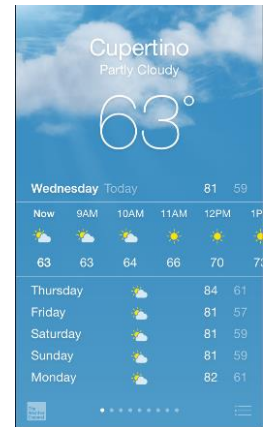 Cupertino
Partly Cloudy
63°
Wednesday Today 81 59
Now 9AM 10AM 11AM 12PM
63 63 64 66 70
Thursday 84 61
Friday 81 57
Saturday 81 59
Sunday 81 59
Monday 82 61